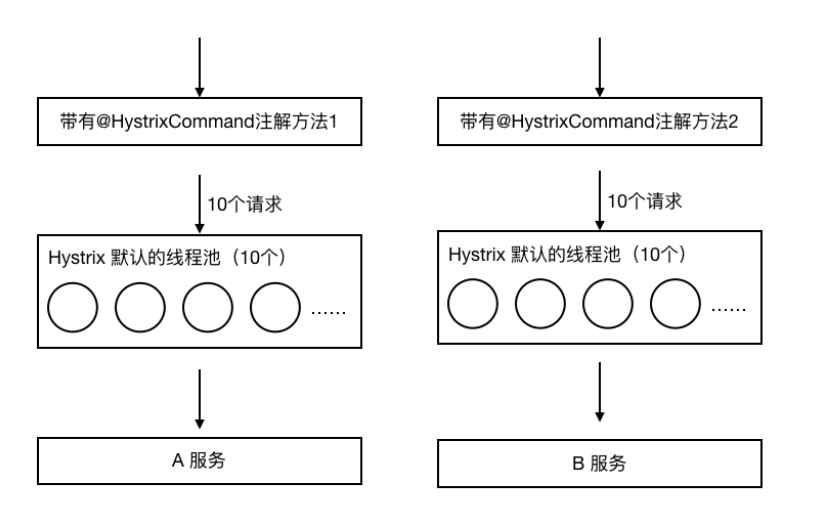 带有@HystrixCommand注解方法1
10个请求
Hystrix 默认的线程池（10个）
......
A 服务
带有@HystrixCommand注解方法2
10个请求
Hystrix 默认的线程池（10个）
......
B 服务